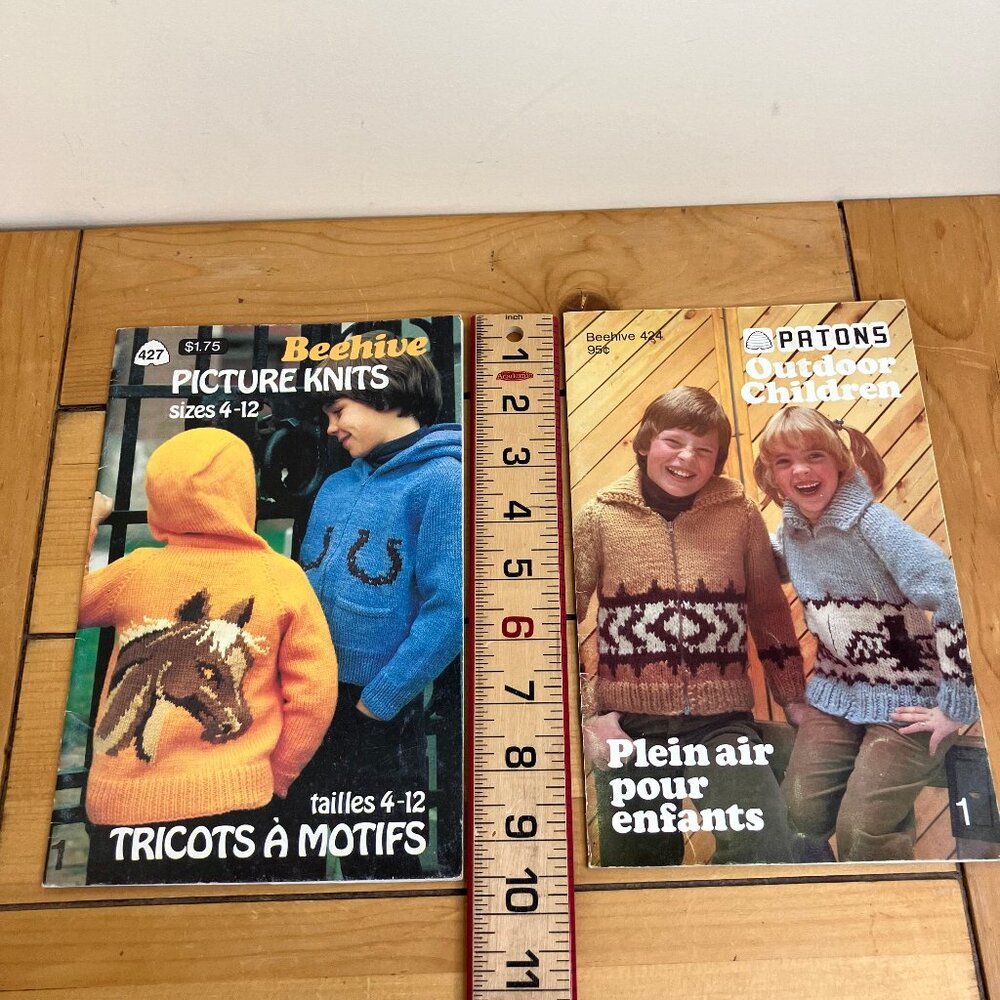 427
$1.75
Beehive
PICTURE KNITS
sizes 4-12
tailles 4-12
TRICOTS À MOTIFS
1
inch
1
2
3
4
5
6
7
8
9
10
11
Beehive 424
95¢
PATONS
Outdoor
Children
Plein air
pour
enfants
1